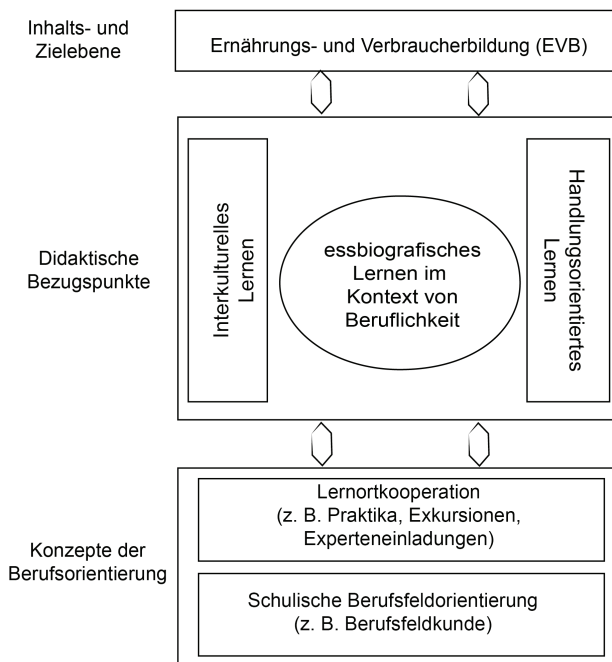 Inhalts- und
Zielebene
Ernährungs- und Verbraucherbildung (EVB)
Didaktische
Bezugspunkte
Interkulturelles
Lernen
essbiografisches
Lernen im
Kontext von
Beruflichkeit
Handlungsorientiertes
Lernen
Konzepte der
Berufsorientierung
Lernortkooperation
(z. B. Praktika, Exkursionen,
Experteneinladungen)
Schulische Berufsfeldorientierung
(z. B. Berufsfeldkunde)